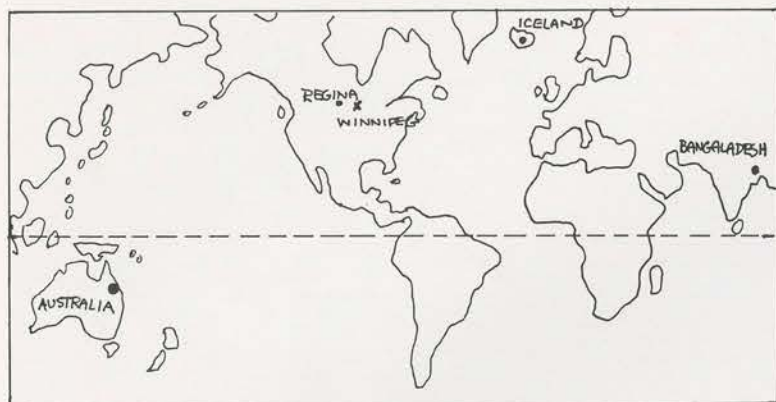 ICELAND
REGINA
WINNIPEG
BANGALADESH
AUSTRALIA